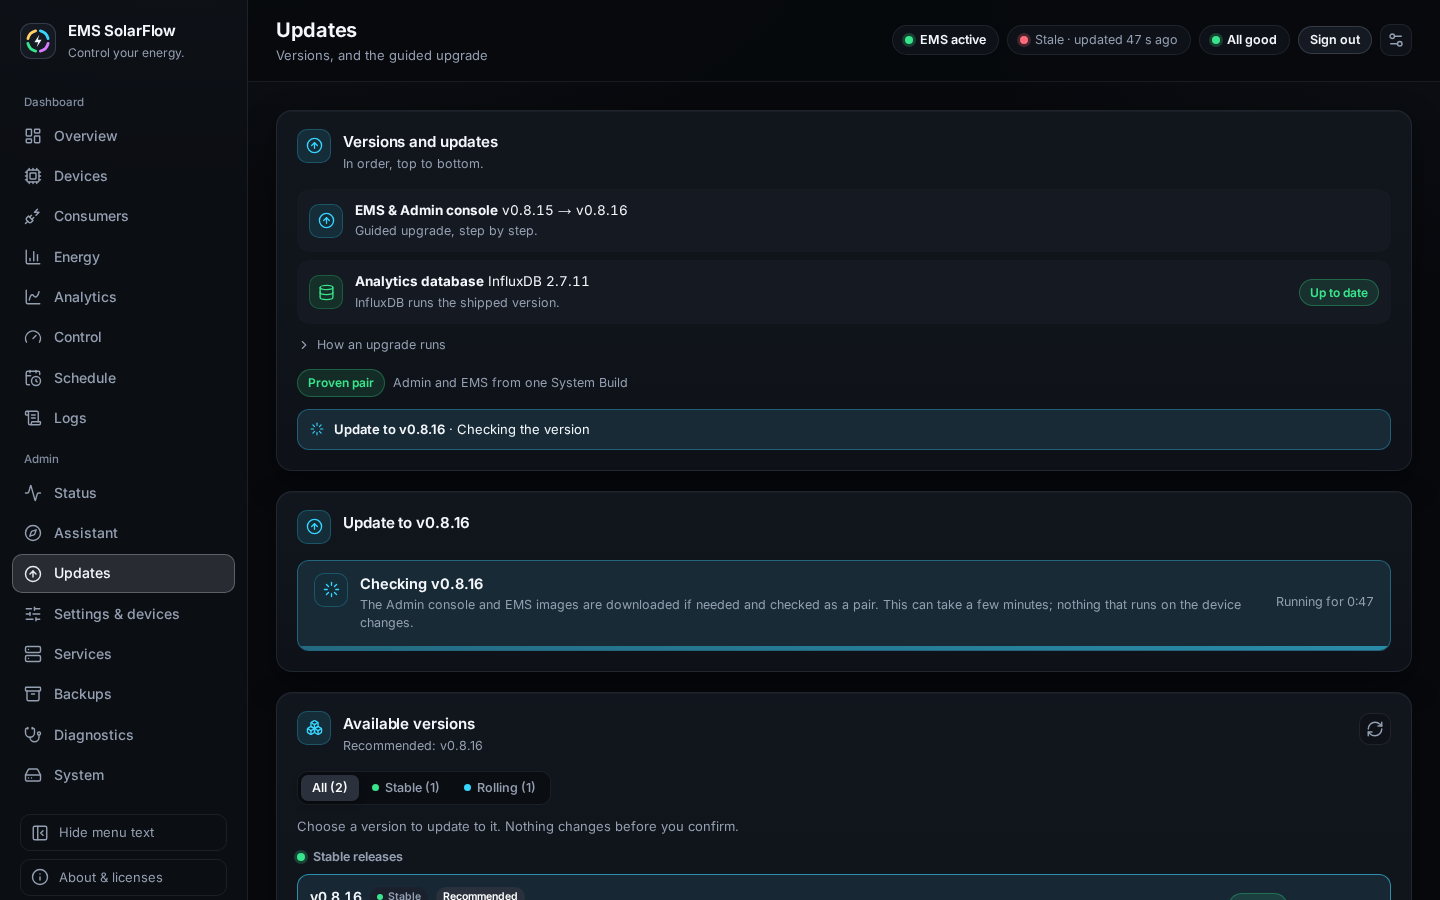 EMS SolarFlow
Control your energy.
Dashboard
Overview
Devices
Consumers
Energy
Analytics
Control
Schedule
Logs
Admin
Status
Assistant
Updates
Settings & devices
Services
Backups
Diagnostics
System
Hide menu text
About & licenses
Updates
Versions, and the guided upgrade
EMS active
Stale · updated 47 s ago
All good
Sign out
Versions and updates
In order, top to bottom.
EMS & Admin console v0.8.15 → v0.8.16
Guided upgrade, step by step.
Analytics database InfluxDB 2.7.11
InfluxDB runs the shipped version.
Up to date
How an upgrade runs
Proven pair Admin and EMS from one System Build
Update to v0.8.16 · Checking the version
Update to v0.8.16
Checking v0.8.16
The Admin console and EMS images are downloaded if needed and checked as a pair. This can take a few minutes; nothing that runs on the device
changes.
Running for 0:47
Available versions
Recommended: v0.8.16
All (2)
Stable (1)
Rolling (1)
Choose a version to update to it. Nothing changes before you confirm.
Stable releases
v0.8.16 Stable Recommended